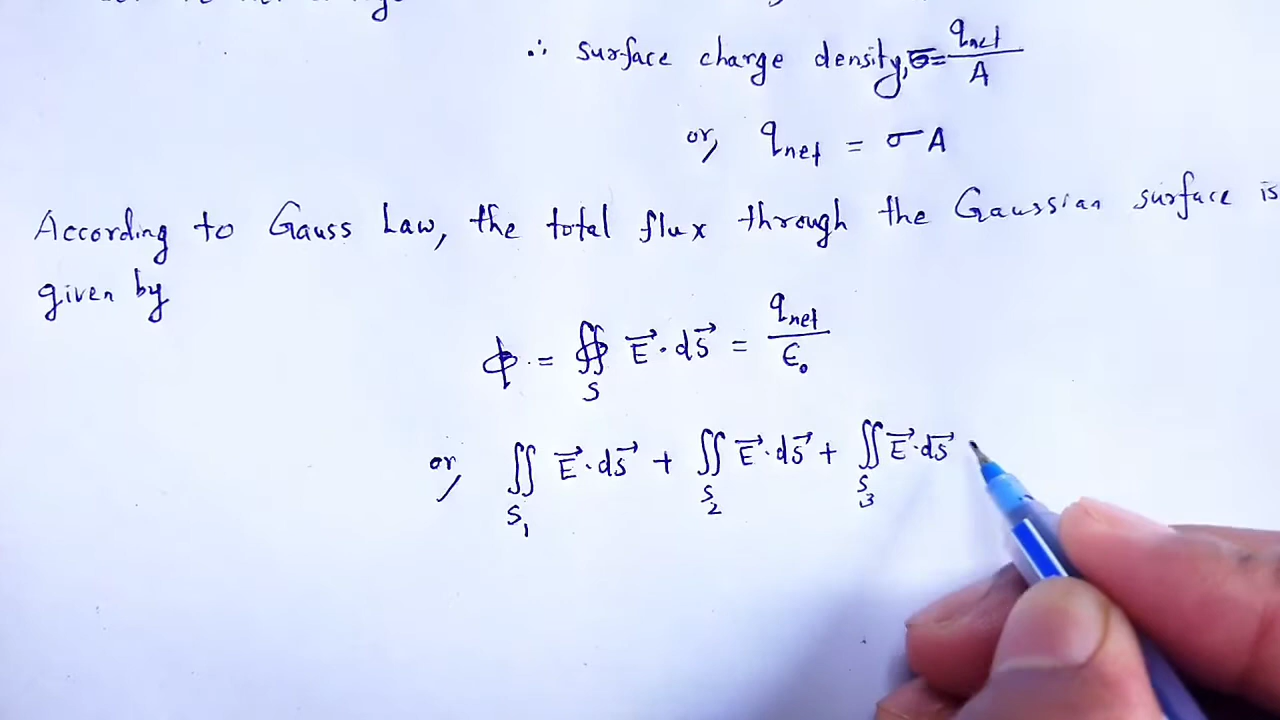 ∴ surface charge density, σ = q_net / A
or, q_net = σA
According to Gauss Law, the total flux through the Gaussian surface is
given by
ϕ = ∯_S E⃗·dS⃗ = q_net / ϵ₀
or, ∬_S₁ E⃗·dS⃗ + ∬_S₂ E⃗·dS⃗ + ∬_S₃ E⃗·dS⃗